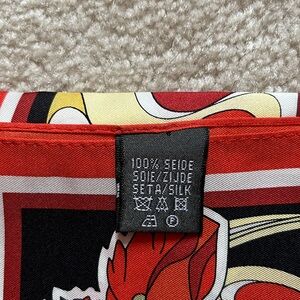 100% SEIDE
SOIE/ZIJDE
SETA/SILK
P